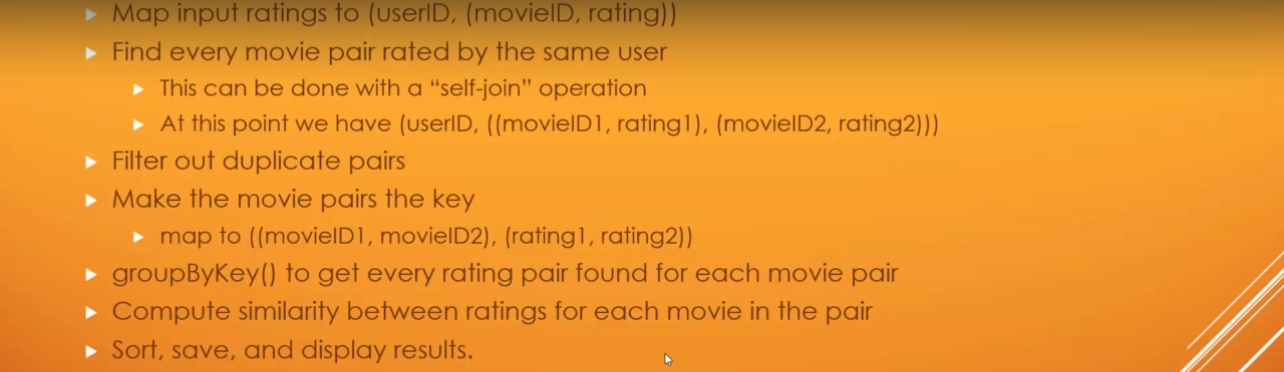 Map input ratings to (userID, (movieID, rating))
Find every movie pair rated by the same user
This can be done with a “self-join” operation
At this point we have (userID, ((movieID1, rating1), (movieID2, rating2)))
Filter out duplicate pairs
Make the movie pairs the key
map to ((movieID1, movieID2), (rating1, rating2))
groupByKey() to get every rating pair found for each movie pair
Compute similarity between ratings for each movie in the pair
Sort, save, and display results.